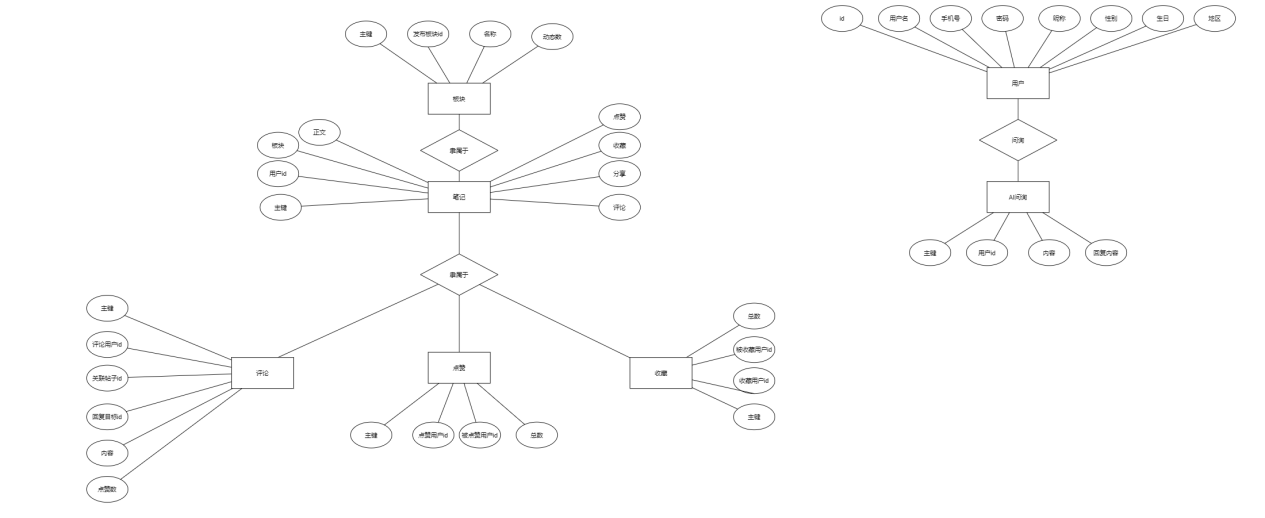 主键
发布板块id
名称
动态数
板块
隶属于
正文
板块
用户id
主键
笔记
点赞
收藏
分享
评论
隶属于
主键
评论用户id
关联帖子id
回复目标id
内容
点赞数
评论
点赞
主键
点赞用户id
被点赞用户id
总数
收藏
总数
被收藏用户id
收藏用户id
主键
id
用户名
手机号
密码
昵称
性别
生日
地区
用户
问询
AI问询
主键
用户id
内容
回复内容